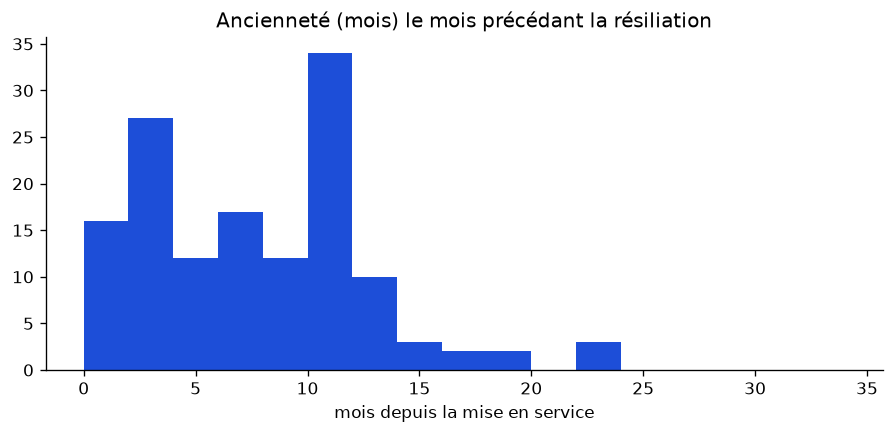 Ancienneté (mois) le mois précédant la résiliation
35
30
25
20
15
10
5
0
0 5 10 15 20 25 30 35
mois depuis la mise en service